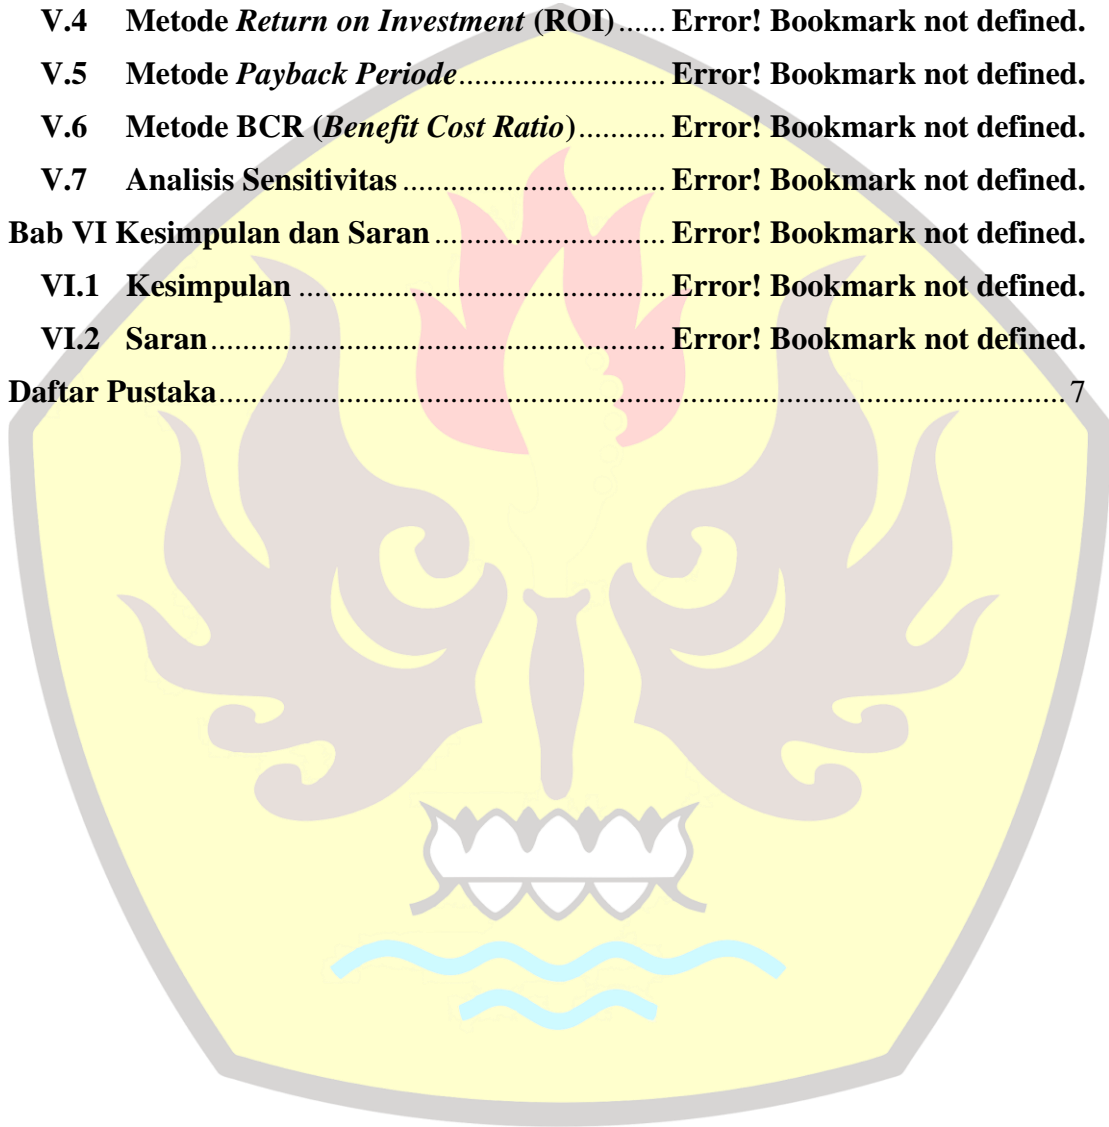 V.4 Metode Return on Investment (ROI)...... Error! Bookmark not defined.
V.5 Metode Payback Periode.......................... Error! Bookmark not defined.
V.6 Metode BCR (Benefit Cost Ratio)........... Error! Bookmark not defined.
V.7 Analisis Sensitivitas................................. Error! Bookmark not defined.
Bab VI Kesimpulan dan Saran............................. Error! Bookmark not defined.
VI.1 Kesimpulan.............................................. Error! Bookmark not defined.
VI.2 Saran......................................................... Error! Bookmark not defined.
Daftar Pustaka.......................................................................................................... 7